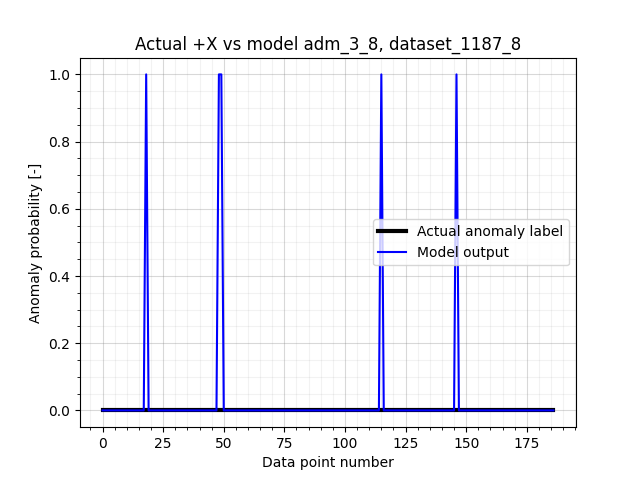 Actual +X vs model adm_3_8, dataset_1187_8
Anomaly probability [-]
1.0
0.8
0.6
0.4
0.2
0.0
Actual anomaly label
Model output
0 25 50 75 100 125 150 175
Data point number